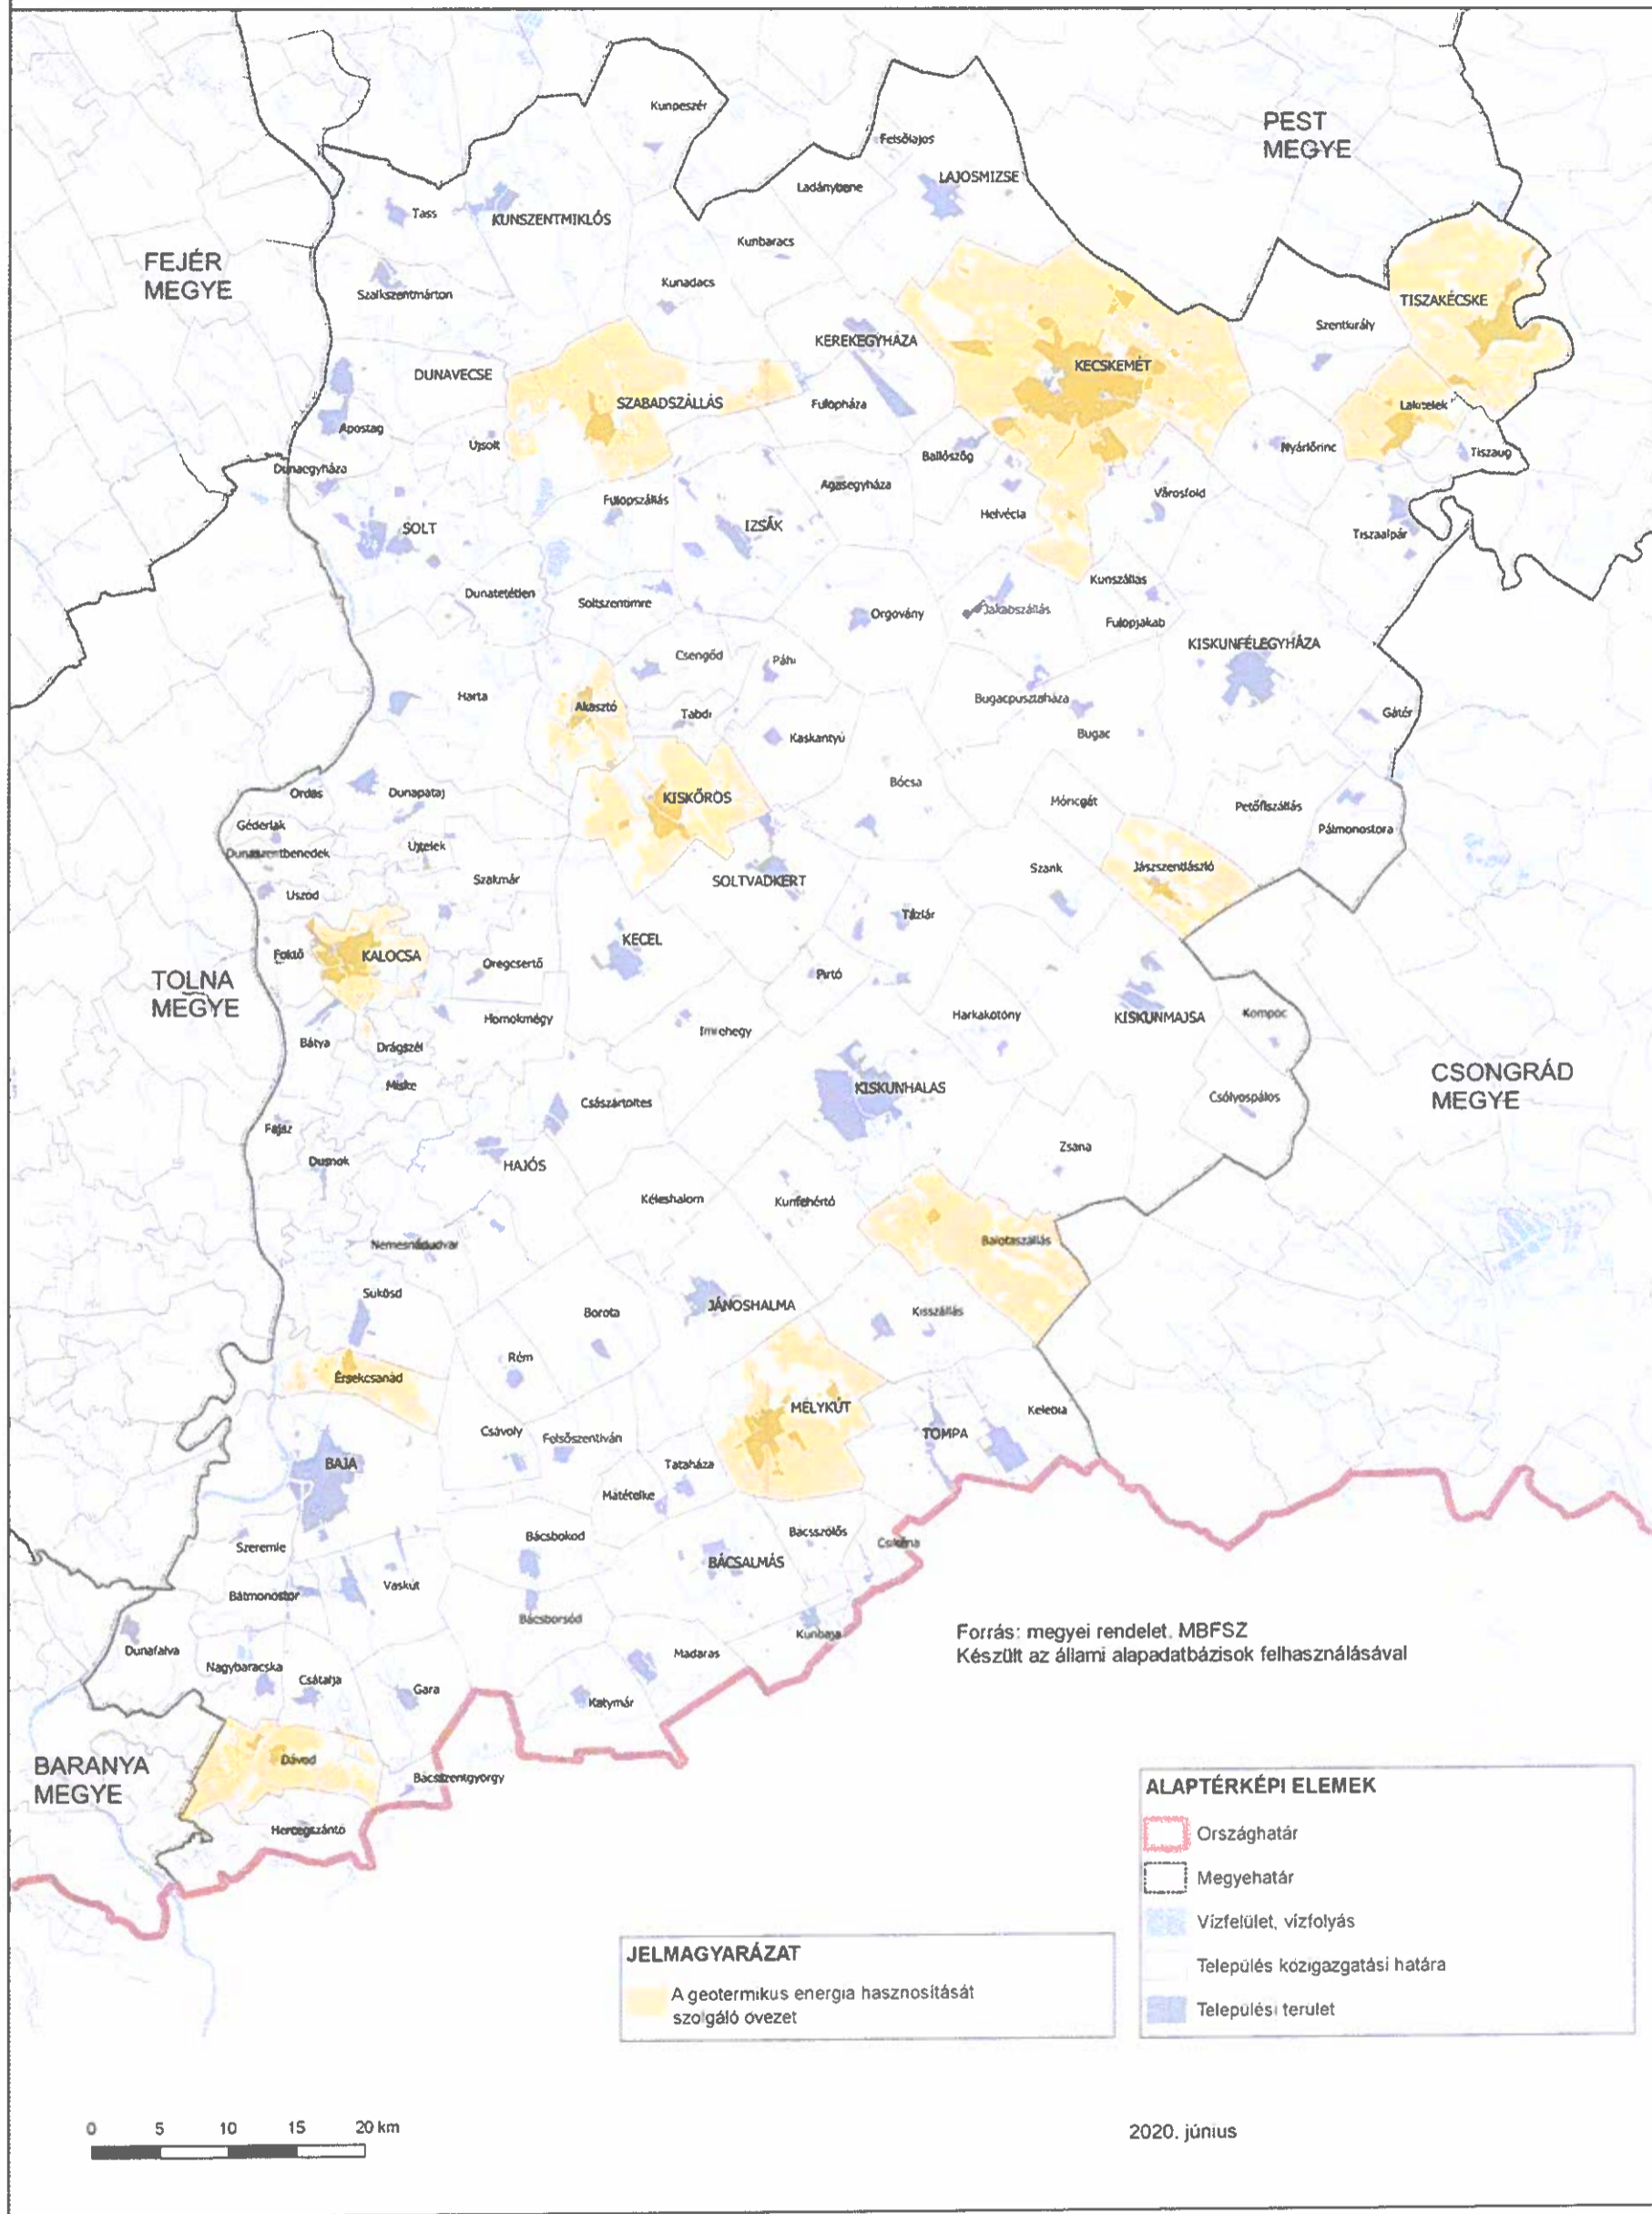 Kunpeszér
PEST
MEGYE
Felsőlajos
LAJOSMIZSE
Ladánybene
Tass
KUNSZENTMIKLÓS
Kunbaracs
FEJÉR
MEGYE
Kunadacs
Szalkszentmárton
TISZAKÉCSKE
Szentkirály
KEREKEGYHÁZA
KECSKEMÉT
DUNAVECSE
SZABADSZÁLLÁS
Fülöpháza
Lakitelek
Apostag
Újsolt
Ballószög
Nyárlőrinc
Tiszaug
Dunaegyháza
Ágasegyháza
Városföld
Fülöpszállás
Helvécia
SOLT
IZSÁK
Tiszaalpár
Kunszállás
Dunatetétlen
Soltszentimre
Orgovány
Jakabszállás
Fülöpjakab
KISKUNFÉLEGYHÁZA
Csengőd
Páhi
Harta
Akasztó
Tabdi
Bugacpusztaháza
Gátér
Kaskantyú
Bugac
Ordas
Dunapataj
KISKŐRÖS
Bócsa
Móricgát
Petőfiszállás
Géderlak
Pálmonostora
Dunaszentbenedek
Újtelek
Uszod
Szakmár
SOLTVADKERT
Szank
Jászszentlászló
Tázlár
Foktő
KALOCSA
Öregcsertő
KECEL
Pirtó
TOLNA
MEGYE
Homokmégy
Imrehegy
Harkakötöny
KISKUNMAJSA
Kömpöc
Bátya
Drágszél
Miske
Császártöltés
KISKUNHALAS
Csólyospálos
CSONGRÁD
MEGYE
Fajsz
Dusnok
HAJÓS
Zsana
Kéleshalom
Kunfehértó
Nemesnádudvar
Balotaszállás
Sükösd
Borota
JÁNOSHALMA
Kisszállás
Érsekcsanád
Rém
MÉLYKÚT
Kelebia
Csávoly
Felsőszentiván
TOMPA
BAJA
Tataháza
Mátételke
Szeremle
Bácsbokod
Bácsszőlős
Csikéria
BÁCSALMÁS
Bátmonostor
Vaskút
Bácsborsód
Kunbaja
Dunafalva
Nagybaracska
Csátalja
Gara
Madaras
Katymár
Forrás: megyei rendelet. MBFSZ
Készült az állami alapadatbázisok felhasználásával
BARANYA
MEGYE
Dávod
Bácsszentgyörgy
Hercegszántó
ALAPTÉRKÉPI ELEMEK
Országhatár
Megyehatár
Vízfelület, vízfolyás
Település közigazgatási határa
Települési terület
JELMAGYARÁZAT
A geotermikus energia hasznosítását
szolgáló övezet
0 5 10 15 20 km
2020. június